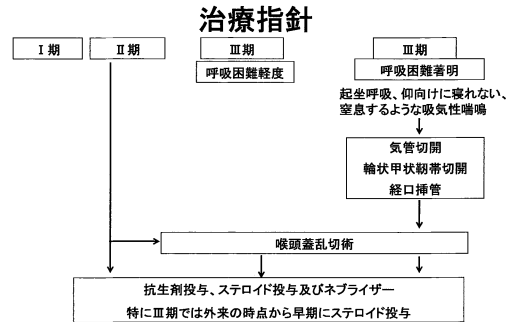 治療指針
Ⅰ期
Ⅱ期
Ⅲ期
Ⅲ期
呼吸困難軽度
呼吸困難著明
起坐呼吸、仰向けに寝れない、
窒息するような吸気性喘鳴
気管切開
輪状甲状靱帯切開
経口挿管
喉頭蓋乱切術
抗生剤投与、ステロイド投与及びネブライザー
特にⅢ期では外来の時点から早期にステロイド投与